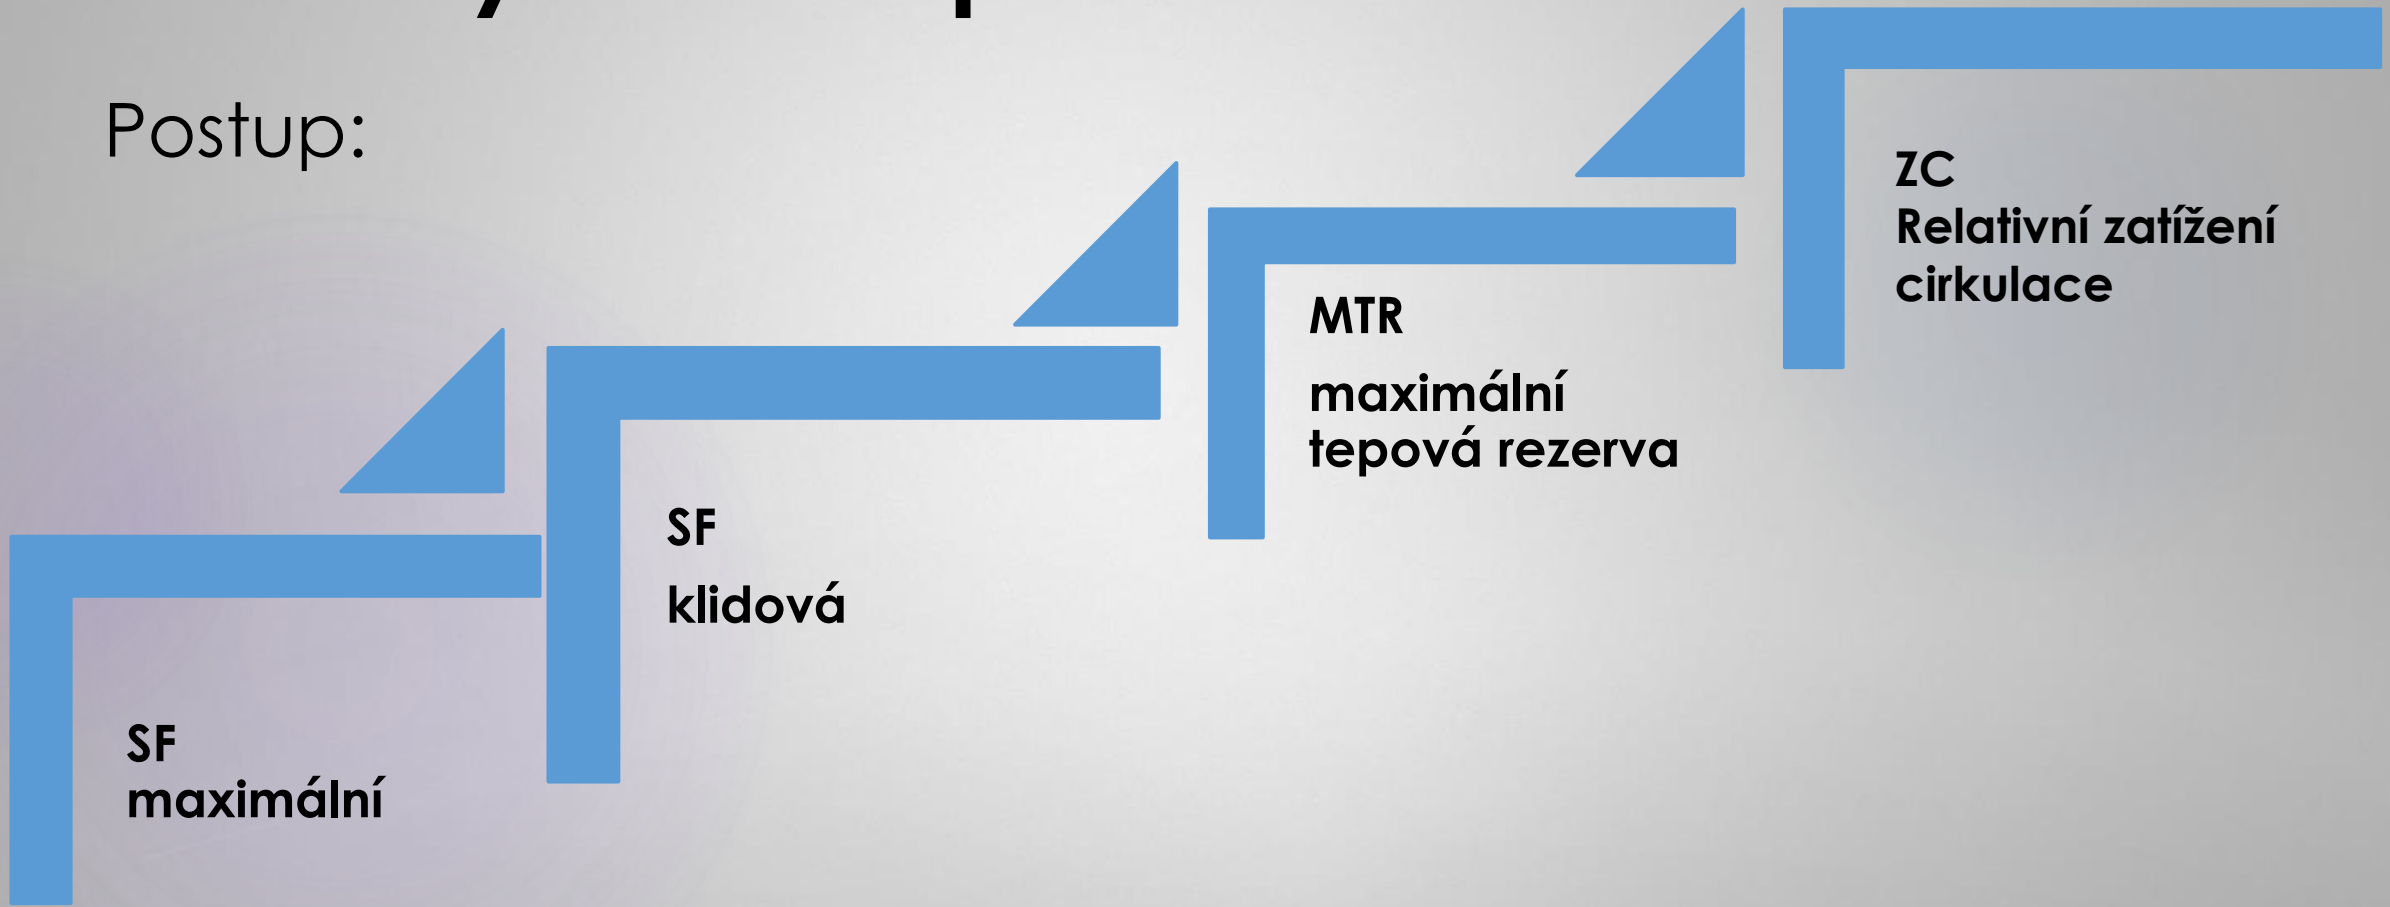 Postup:
SF
maximální
SF
klidová
MTR
maximální
tepová rezerva
ZC
Relativní zatížení
cirkulace